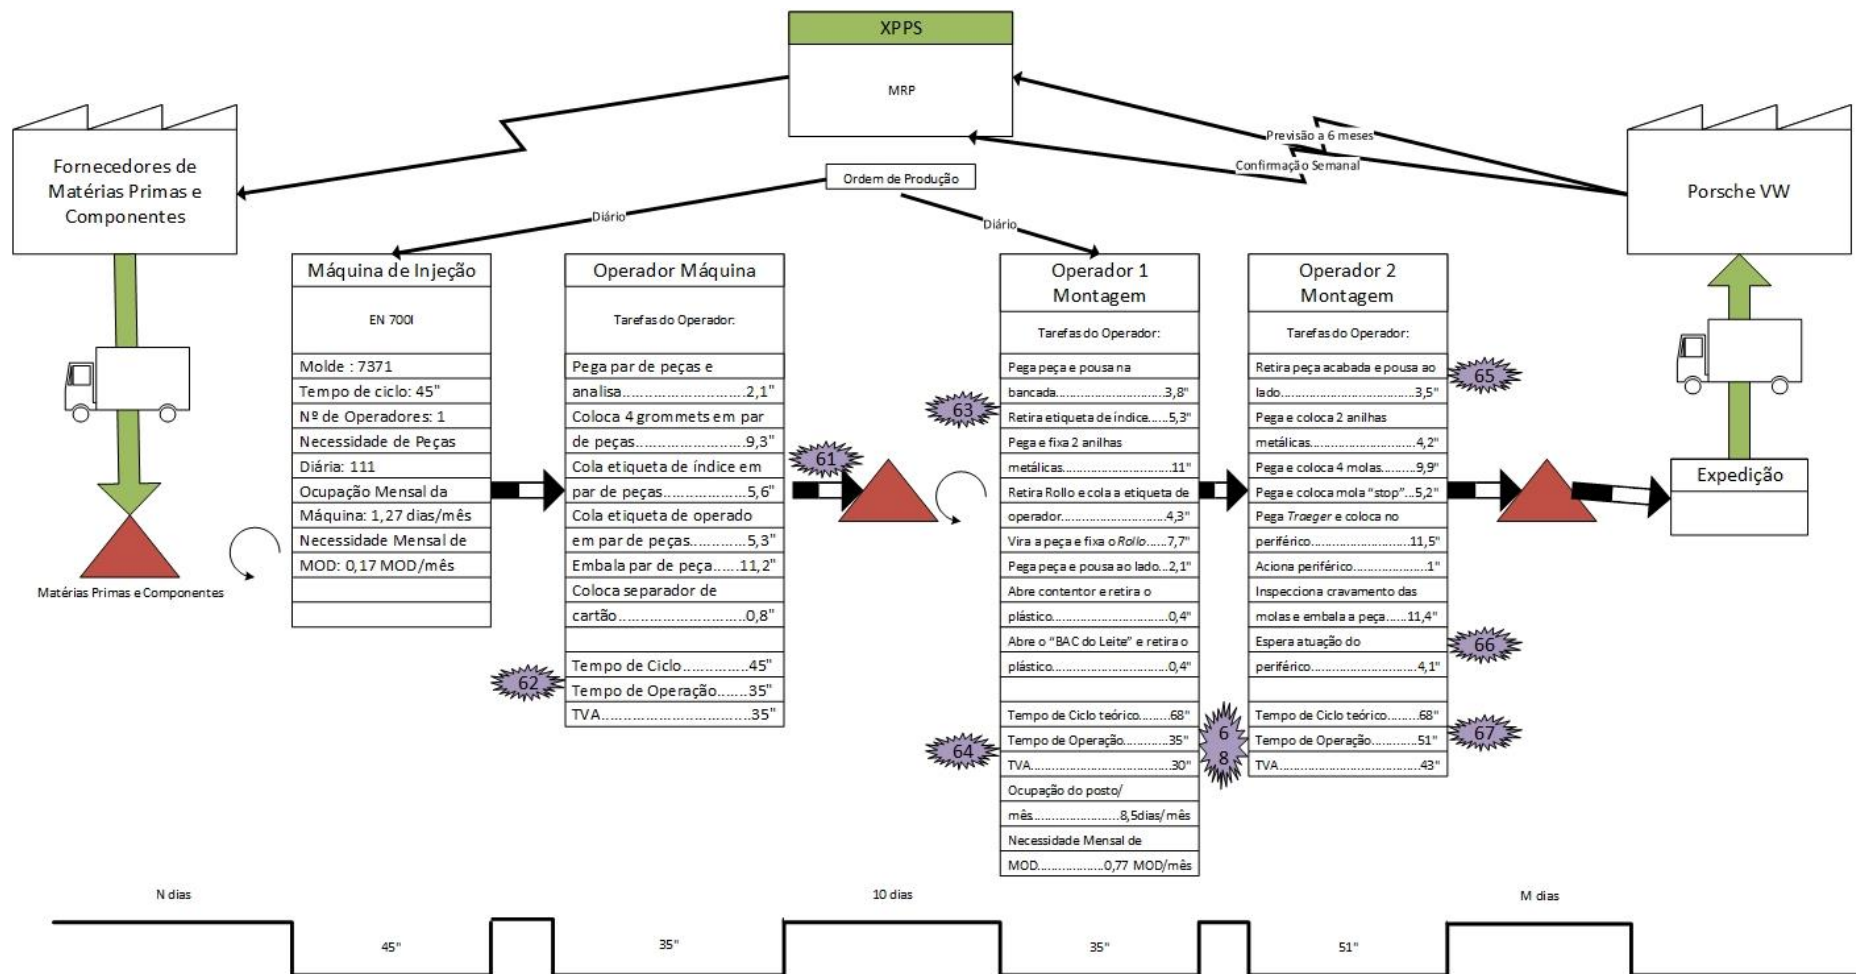 XPPS
MRP
Fornecedores de
Matérias Primas e
Componentes
Previsão a 6 meses
Confirmação Semanal
Porsche VW
Ordem de Produção
Diário
Diário
Matérias Primas e Componentes
Máquina de Injeção
EN 700I
Molde : 7371
Tempo de ciclo: 45"
Nº de Operadores: 1
Necessidade de Peças
Diária: 111
Ocupação Mensal da
Máquina: 1,27 dias/mês
Necessidade Mensal de
MOD: 0,17 MOD/mês
Operador Máquina
Tarefas do Operador:
Pega par de peças e
analisa.......................2,1"
Coloca 4 grommets em par
de peças......................9,3"
Cola etiqueta de índice em
par de peças.................5,6"
Cola etiqueta de operado
em par de peças............5,3"
Embala par de peça.....11,2"
Coloca separador de
cartão.........................0,8"
Tempo de Ciclo..............45"
Tempo de Operação.......35"
TVA...............................35"
61
62
63
64
Operador 1
Montagem
Tarefas do Operador:
Pega peça e pousa na
bancada............................3,8"
Retira etiqueta de índice.....5,3"
Pega e fixa 2 anilhas
metálicas...........................11"
Retira Rollo e cola a etiqueta de
operador..........................4,3"
Vira a peça e fixa o Rollo.....7,7"
Pega peça e pousa ao lado..2,1"
Abre contentor e retira o
plástico.............................0,4"
Abre o “BAC do Leite” e retira o
plástico.............................0,4"
Tempo de Ciclo teórico.........68"
Tempo de Operação............35"
TVA....................................30"
Ocupação do posto/
mês.........................8,5dias/mês
Necessidade Mensal de
MOD...................0,77 MOD/mês
6
8
Operador 2
Montagem
Tarefas do Operador:
Retira peça acabada e pousa ao
lado..................................3,5"
Pega e coloca 2 anilhas
metálicas..........................4,2"
Pega e coloca 4 molas.........9,9"
Pega e coloca mola “stop”...5,2"
Pega Traeger e coloca no
periférico.........................11,5"
Aciona periférico..................1"
Inspecciona cravamento das
molas e embala a peça......11,4"
Espera atuação do
periférico...........................4,1"
Tempo de Ciclo teórico.........68"
Tempo de Operação............51"
TVA....................................43"
65
66
67
Expedição
N dias
10 dias
M dias
45"
35"
35"
51"